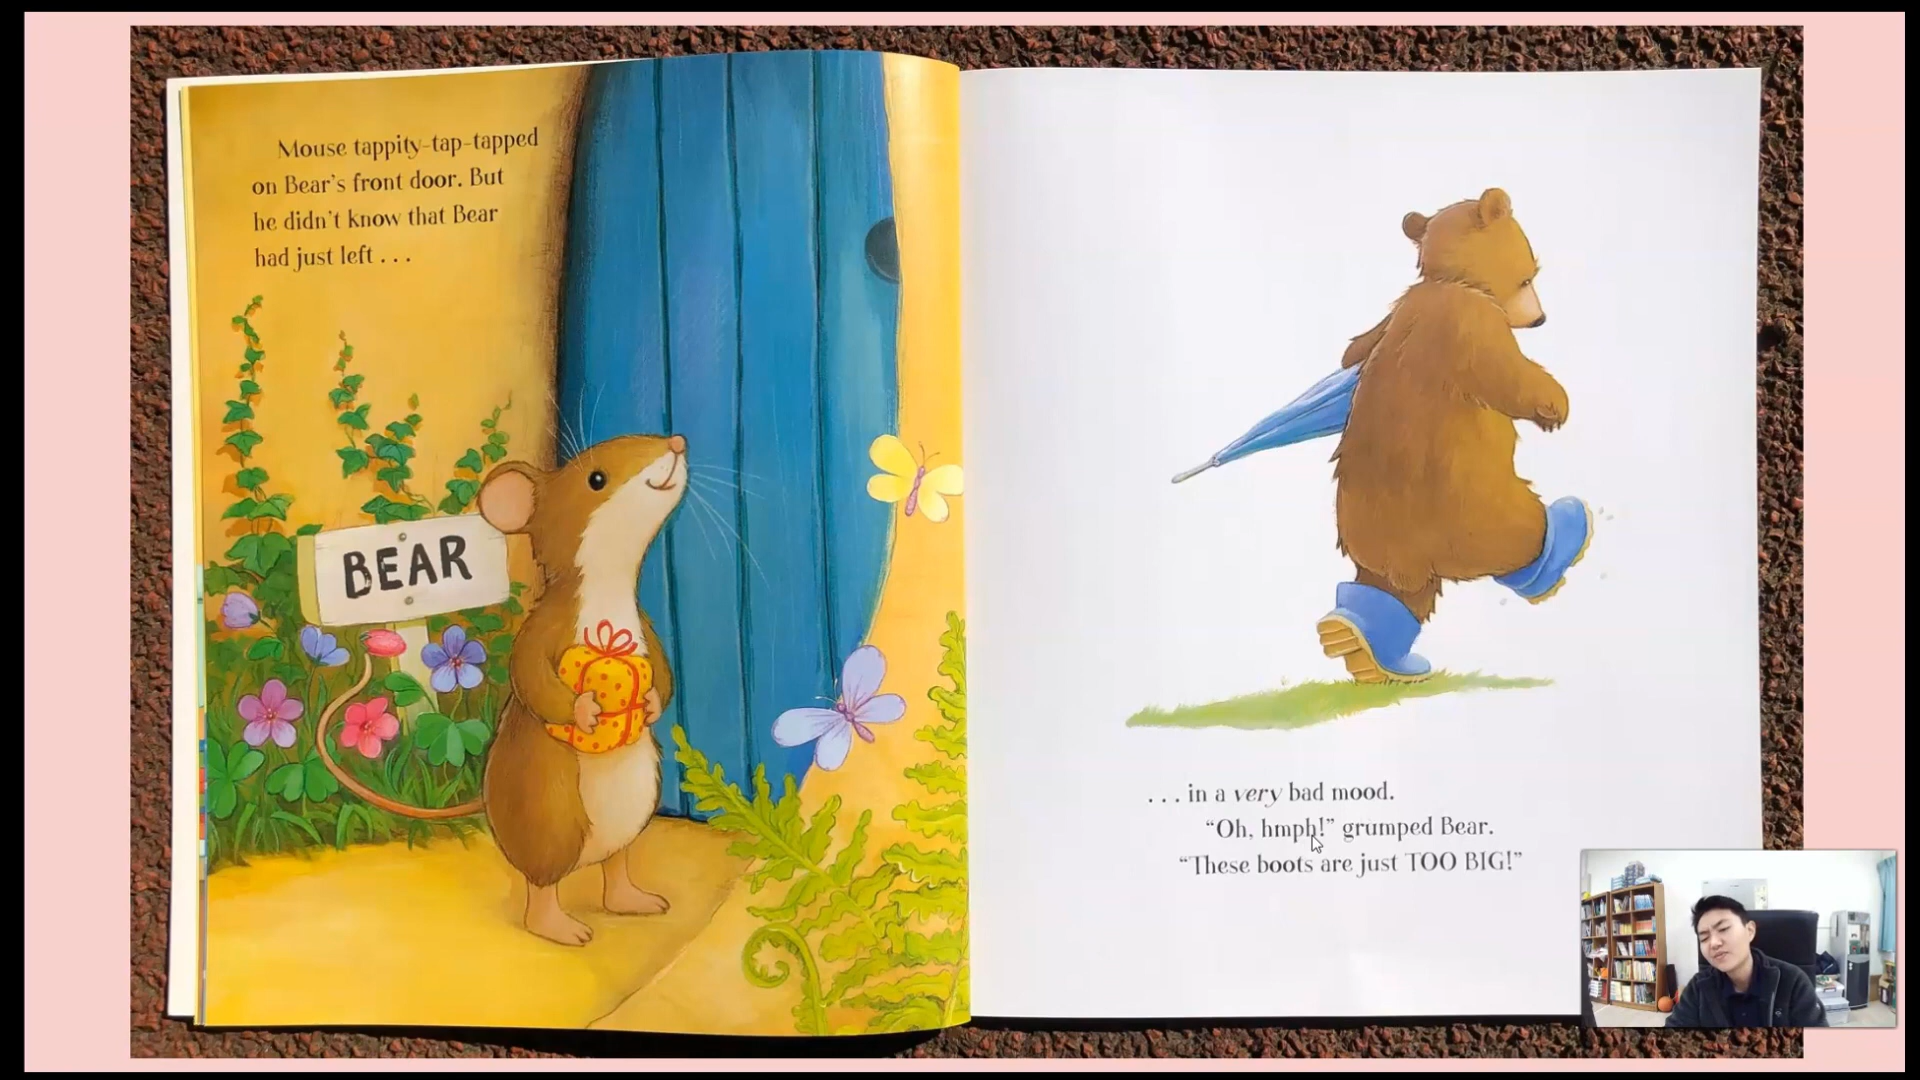 Mouse tappity-tap-tapped
on Bear's front door. But
he didn't know that Bear
had just left . . .
BEAR
. . . in a very bad mood.
“Oh, hmph!” grumped Bear.
“These boots are just TOO BIG!”